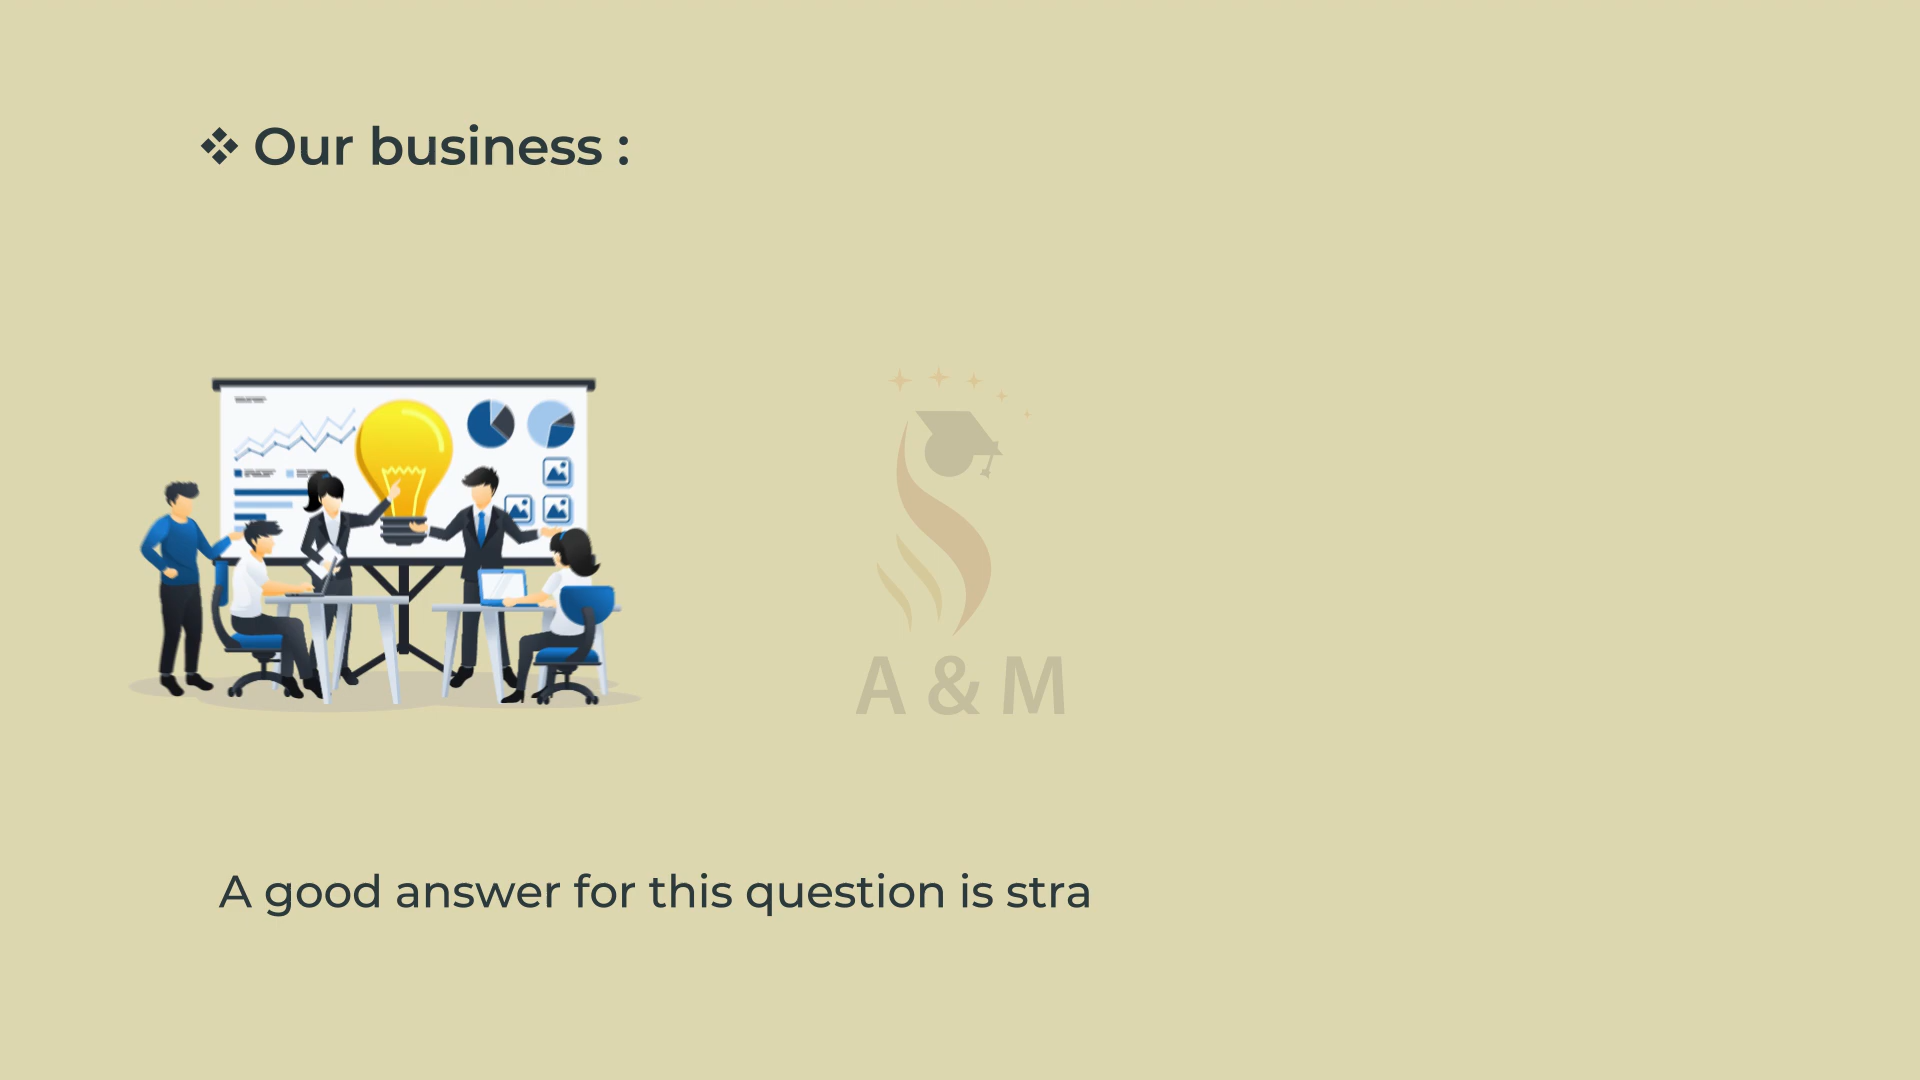 ❖ Our business :
A & M
A good answer for this question is stra